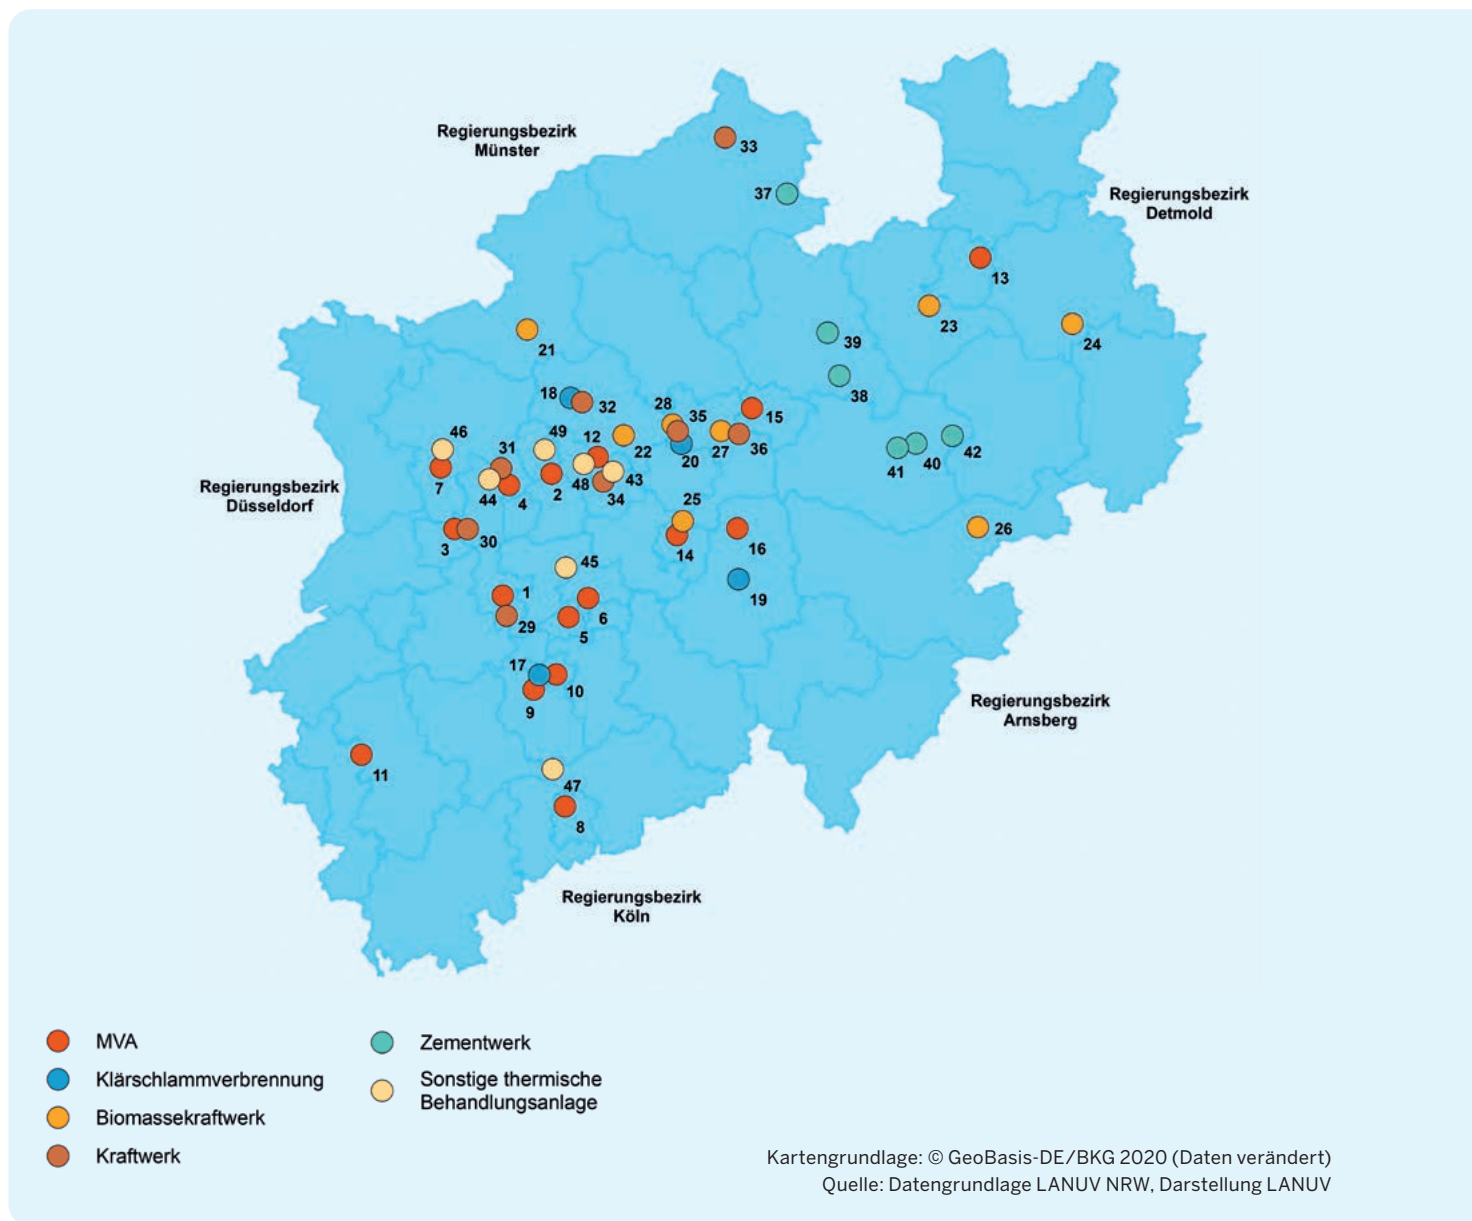 Regierungsbezirk
Münster
33
37
Regierungsbezirk
Detmold
13
23
24
39
21
38
18
32
28
35
15
46
31
49
12
22
20
27
36
41
40
42
Regierungsbezirk
Düsseldorf
7
44
4
2
48
43
34
25
26
3
30
14
16
45
19
1
29
6
5
17
10
9
Regierungsbezirk
Arnsberg
11
47
8
Regierungsbezirk
Köln
MVA
Klärschlammverbrennung
Biomassekraftwerk
Kraftwerk
Zementwerk
Sonstige thermische
Behandlungsanlage
Kartengrundlage: © GeoBasis-DE/BKG 2020 (Daten verändert)
Quelle: Datengrundlage LANUV NRW, Darstellung LANUV